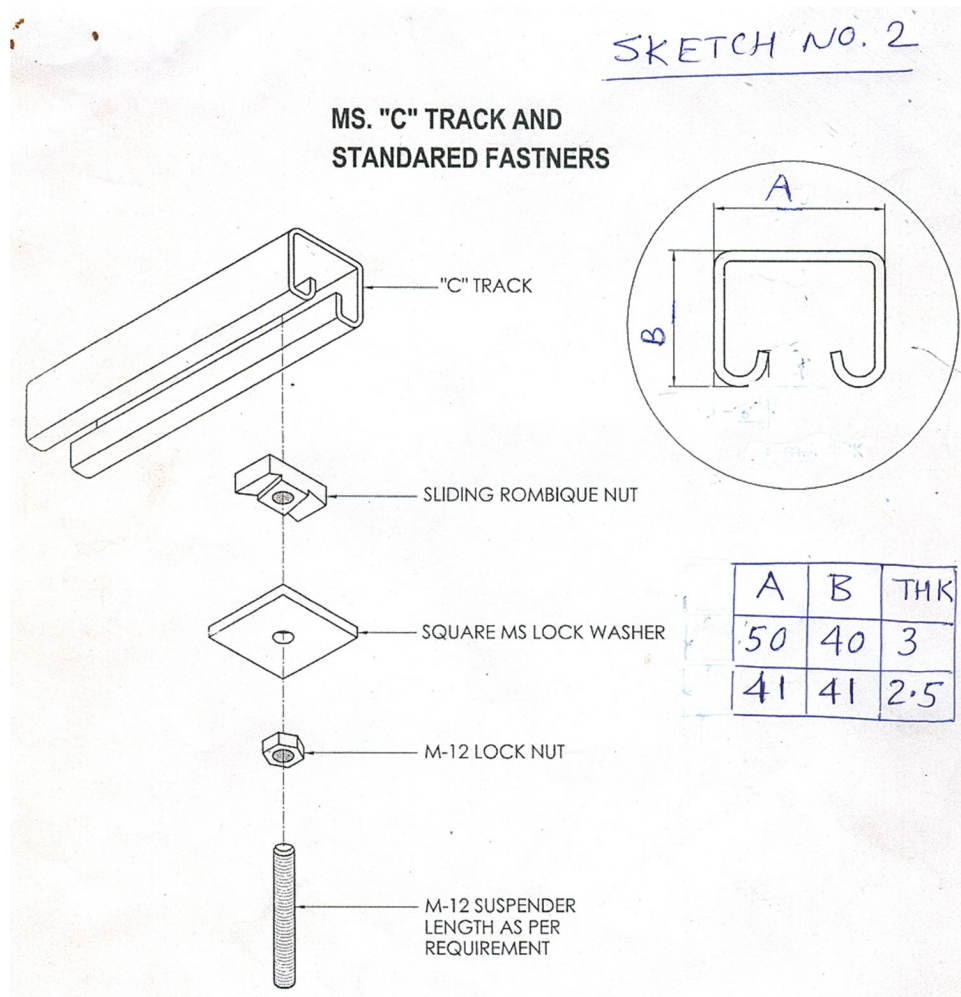 SKETCH NO. 2
MS. "C" TRACK AND
STANDARED FASTNERS
A
B
"C" TRACK
SLIDING ROMBIQUE NUT
SQUARE MS LOCK WASHER
M-12 LOCK NUT
M-12 SUSPENDER
LENGTH AS PER
REQUIREMENT
A B THK
50 40 3
41 41 2.5